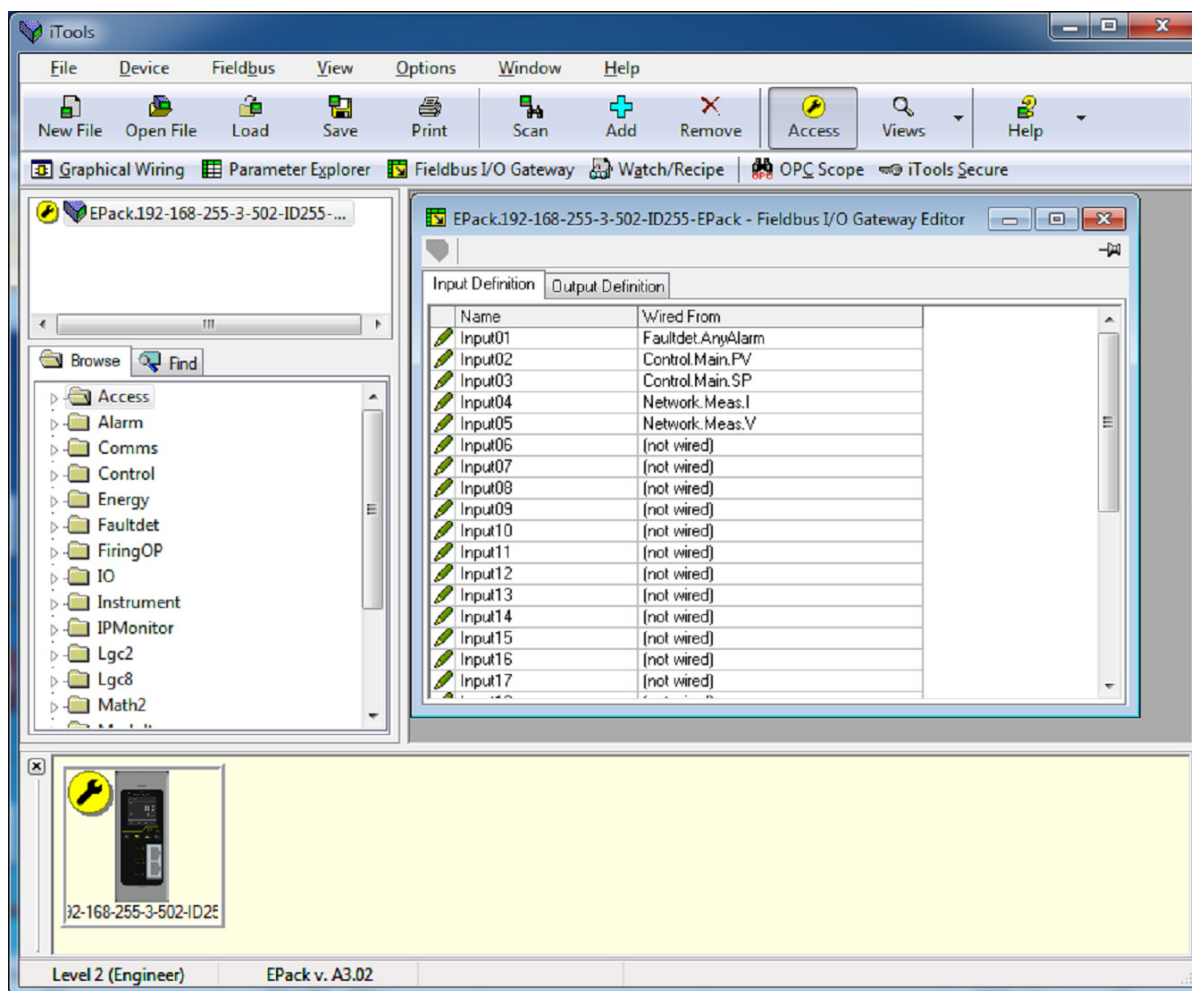 iTools
File Device Fieldbus View Options Window Help
New File Open File Load Save Print Scan Add Remove Access Views Help
Graphical Wiring Parameter Explorer Fieldbus I/O Gateway Watch/Recipe OPC Scope iTools Secure
EPack.192-168-255-3-502-ID255-...
Browse Find
Access
Alarm
Comms
Control
Energy
Faultdet
FiringOP
IO
Instrument
IPMonitor
Lgc2
Lgc8
Math2
EPack.192-168-255-3-502-ID255-EPack - Fieldbus I/O Gateway Editor
Input Definition Output Definition
Name Wired From
Input01 Faultdet.AnyAlarm
Input02 Control.Main.PV
Input03 Control.Main.SP
Input04 Network.Meas.I
Input05 Network.Meas.V
Input06 (not wired)
Input07 (not wired)
Input08 (not wired)
Input09 (not wired)
Input10 (not wired)
Input11 (not wired)
Input12 (not wired)
Input13 (not wired)
Input14 (not wired)
Input15 (not wired)
Input16 (not wired)
Input17 (not wired)
92-168-255-3-502-ID25
Level 2 (Engineer) EPack v. A3.02